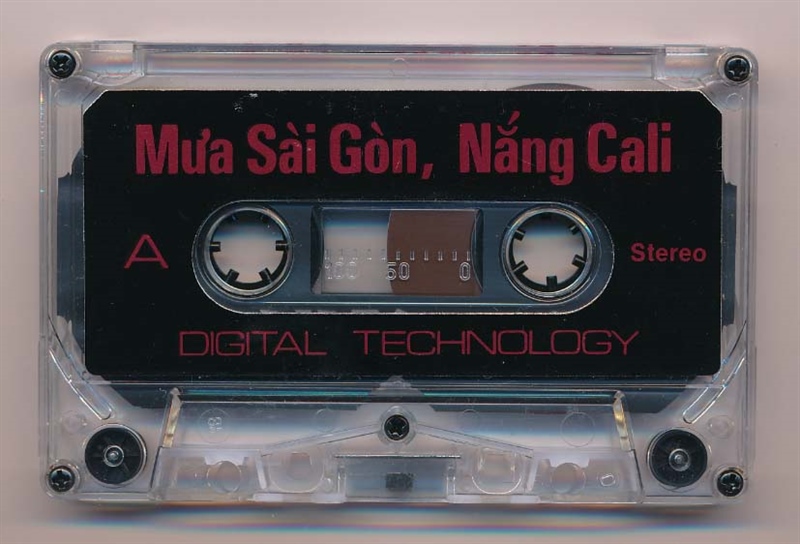 Mưa Sài Gòn, Nắng Cali
A
Stereo
100 50 0
DIGITAL TECHNOLOGY